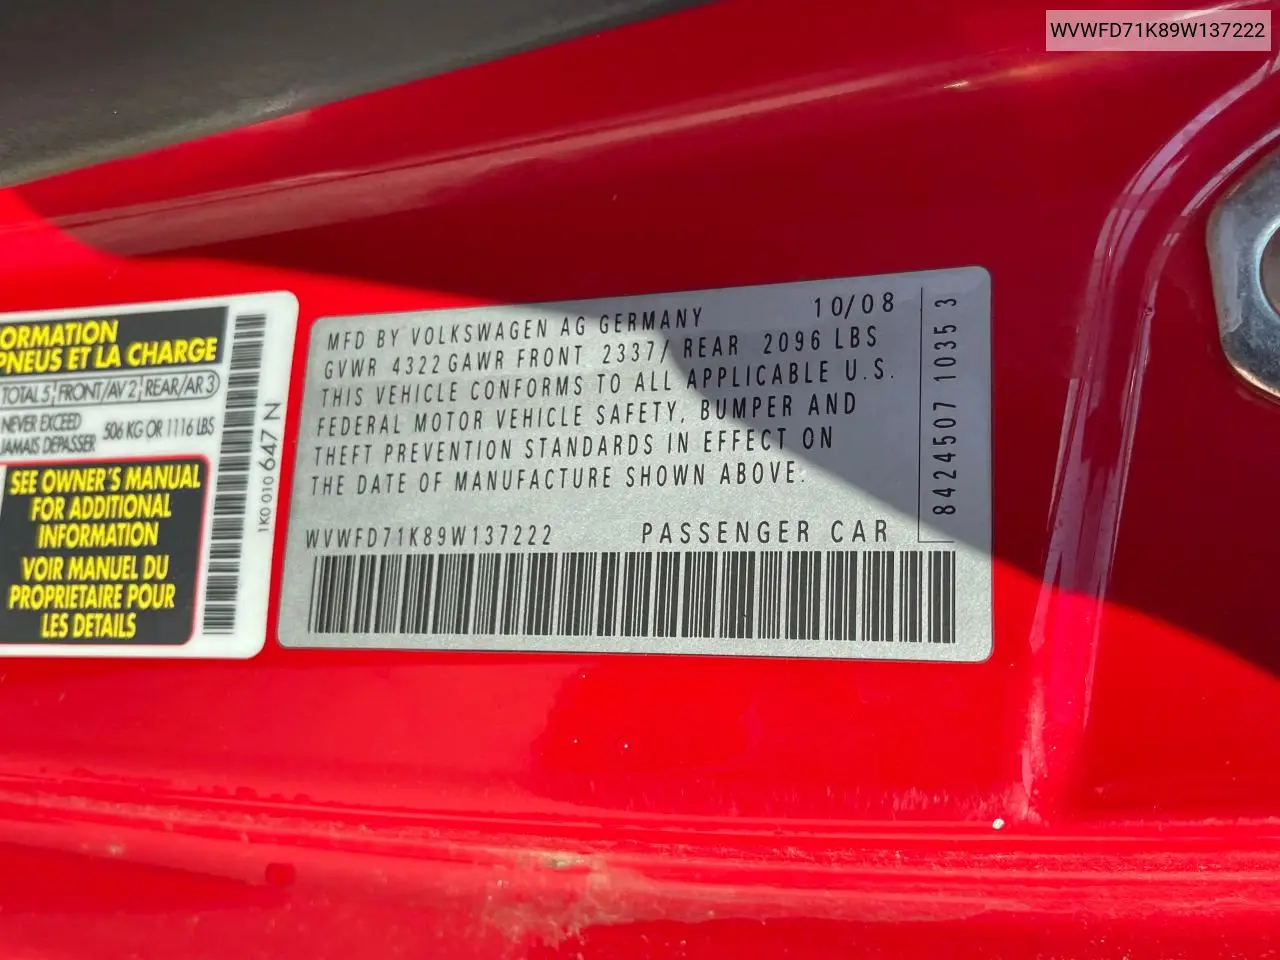 WVWFD71K89W137222
ORMATION
PNEUS ET LA CHARGE
TOTAL 5 FRONT/AV 2 REAR/AR 3
NEVER EXCEED
JAMAIS DEPASSER
506 KG OR 1116 LBS
SEE OWNER'S MANUAL
FOR ADDITIONAL
INFORMATION
VOIR MANUEL DU
PROPRIETAIRE POUR
LES DETAILS
1K0 010 647 N
MFD BY VOLKSWAGEN AG GERMANY 10/08
GVWR 4322 GAWR FRONT 2337/ REAR 2096 LBS
THIS VEHICLE CONFORMS TO ALL APPLICABLE U.S.
FEDERAL MOTOR VEHICLE SAFETY, BUMPER AND
THEFT PREVENTION STANDARDS IN EFFECT ON
THE DATE OF MANUFACTURE SHOWN ABOVE.
WVWFD71K89W137222 PASSENGER CAR
8424507 1035 3